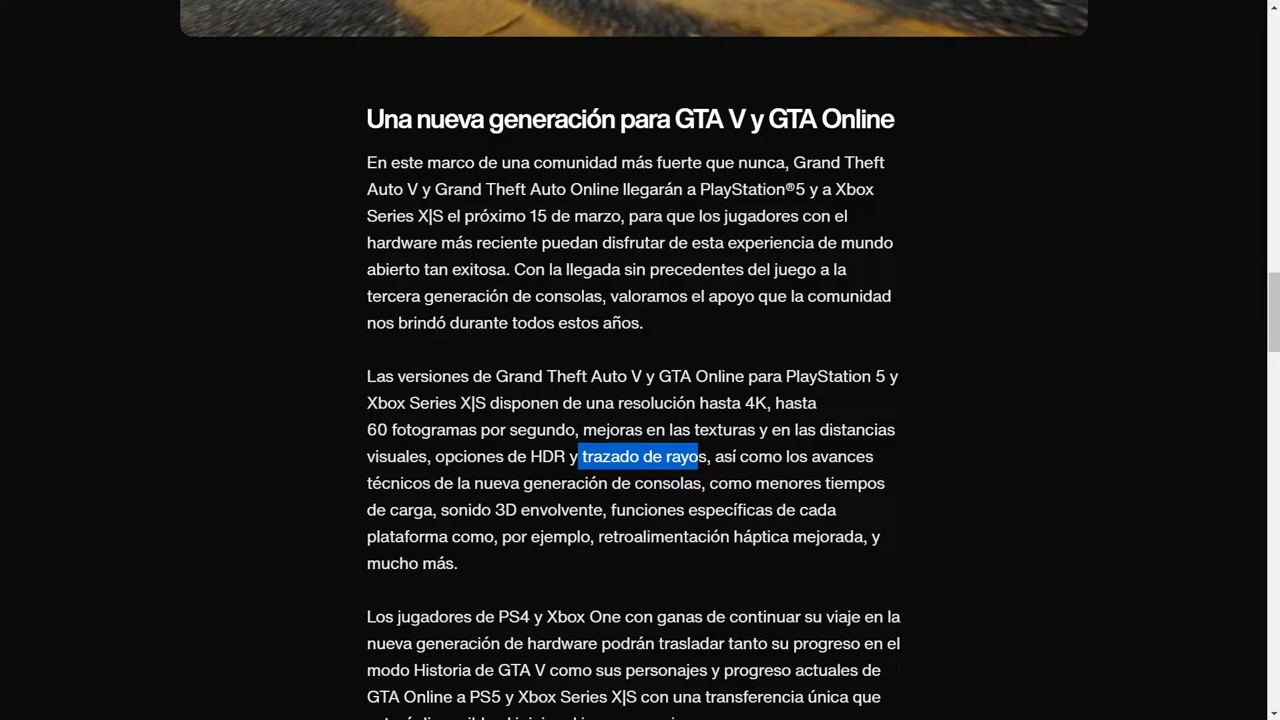 Una nueva generación para GTA V y GTA Online
En este marco de una comunidad más fuerte que nunca, Grand Theft
Auto V y Grand Theft Auto Online llegarán a PlayStation®5 y a Xbox
Series X|S el próximo 15 de marzo, para que los jugadores con el
hardware más reciente puedan disfrutar de esta experiencia de mundo
abierto tan exitosa. Con la llegada sin precedentes del juego a la
tercera generación de consolas, valoramos el apoyo que la comunidad
nos brindó durante todos estos años.
Las versiones de Grand Theft Auto V y GTA Online para PlayStation 5 y
Xbox Series X|S disponen de una resolución hasta 4K, hasta
60 fotogramas por segundo, mejoras en las texturas y en las distancias
visuales, opciones de HDR y trazado de rayos, así como los avances
técnicos de la nueva generación de consolas, como menores tiempos
de carga, sonido 3D envolvente, funciones específicas de cada
plataforma como, por ejemplo, retroalimentación háptica mejorada, y
mucho más.
Los jugadores de PS4 y Xbox One con ganas de continuar su viaje en la
nueva generación de hardware podrán trasladar tanto su progreso en el
modo Historia de GTA V como sus personajes y progreso actuales de
GTA Online a PS5 y Xbox Series X|S con una transferencia única que